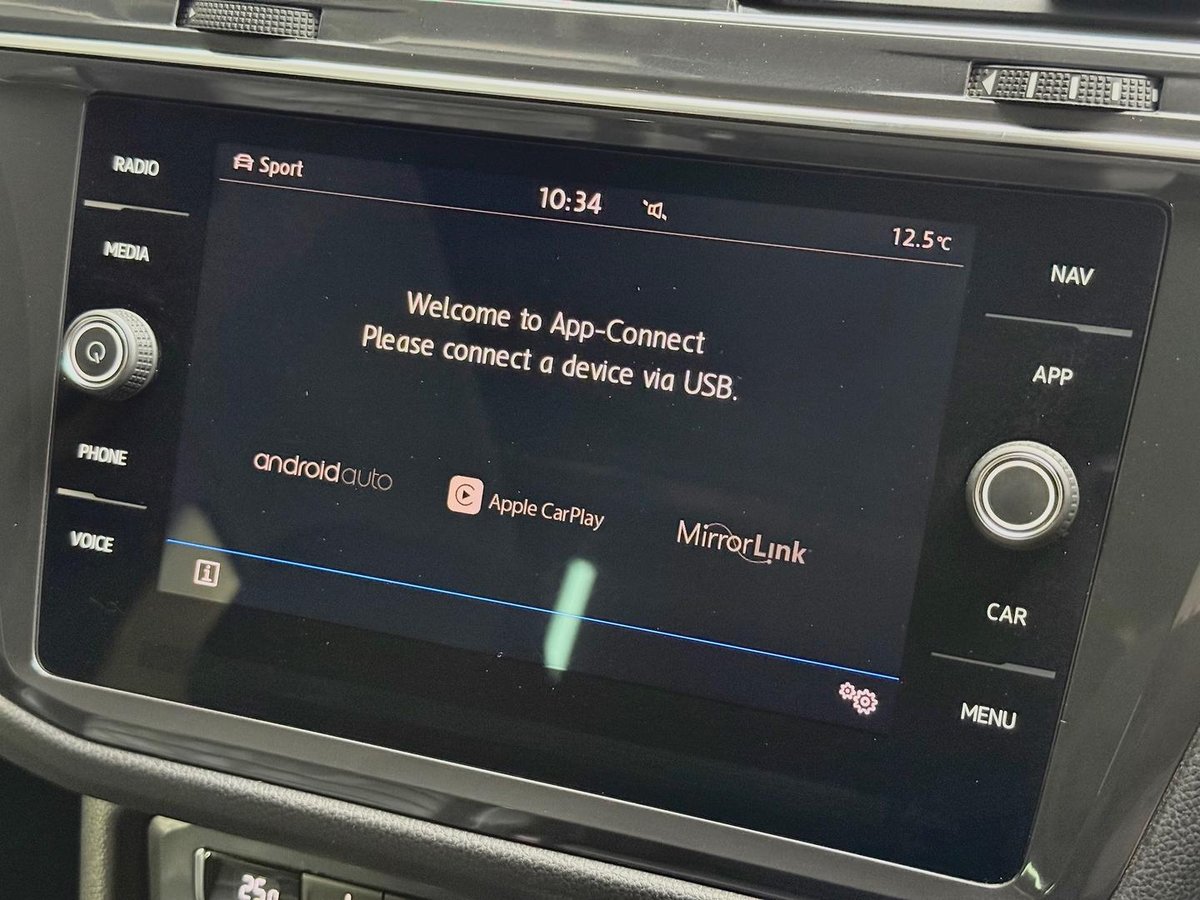 RADIO
MEDIA
PHONE
VOICE
Sport
10:34
12.5°C
Welcome to App-Connect
Please connect a device via USB.
androidauto
Apple CarPlay
MirrorLink
NAV
APP
CAR
MENU